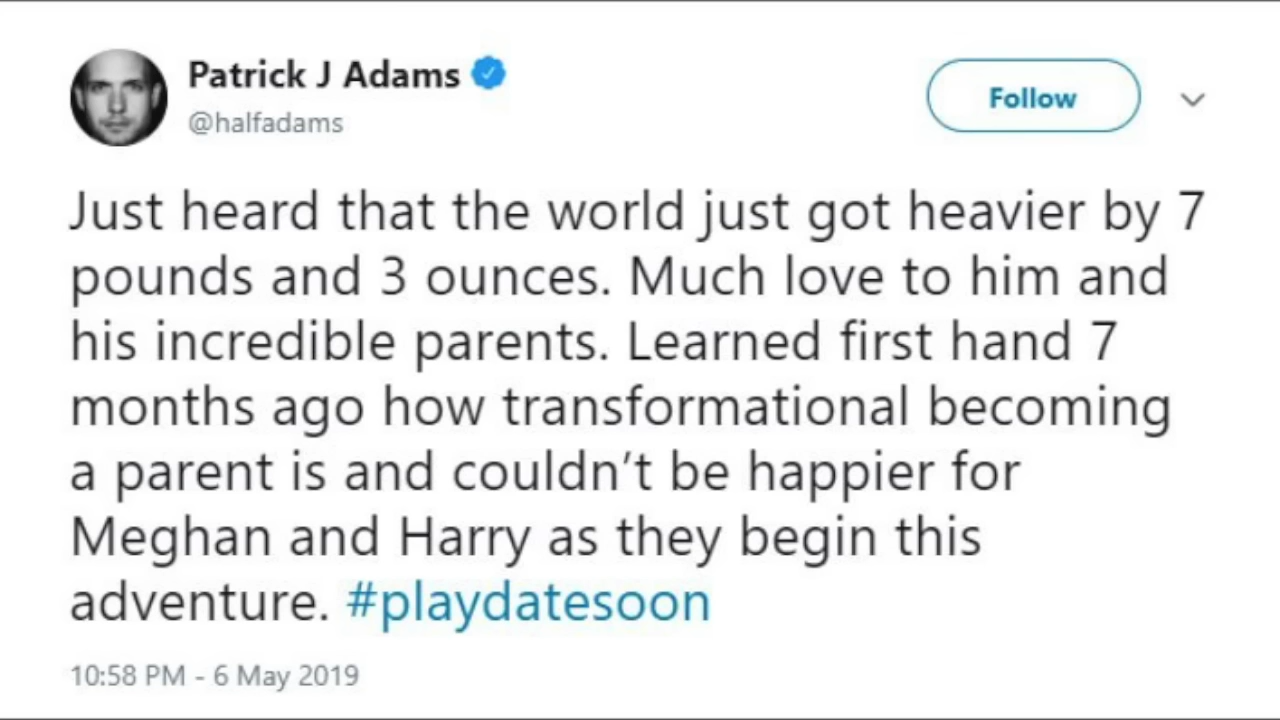 Patrick J Adams
@halfadams
Follow
Just heard that the world just got heavier by 7
pounds and 3 ounces. Much love to him and
his incredible parents. Learned first hand 7
months ago how transformational becoming
a parent is and couldn’t be happier for
Meghan and Harry as they begin this
adventure. #playdatesoon
10:58 PM - 6 May 2019